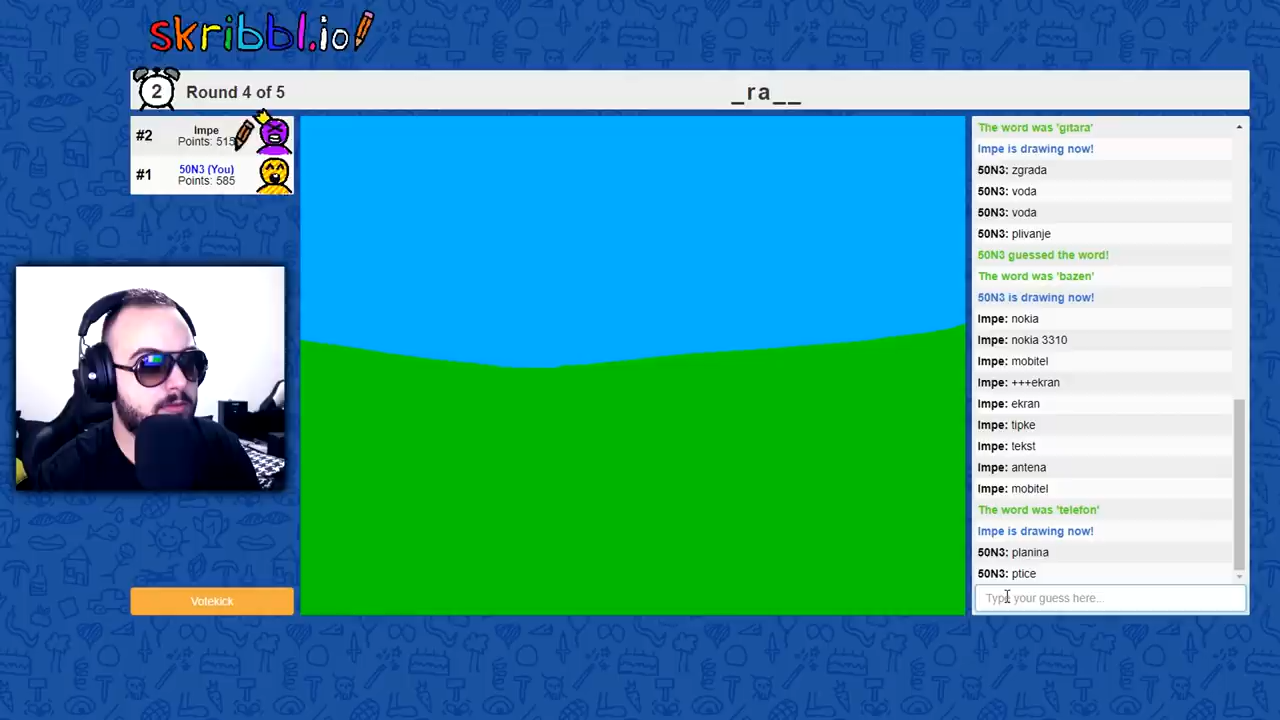 skribbl.io
2
Round 4 of 5
_ra__
#2
Impe
Points: 515
#1
50N3 (You)
Points: 585
Votekick
The word was 'gitara'
Impe is drawing now!
50N3: zgrada
50N3: voda
50N3: voda
50N3: plivanje
50N3 guessed the word!
The word was 'bazen'
50N3 is drawing now!
Impe: nokia
Impe: nokia 3310
Impe: mobitel
Impe: +++ekran
Impe: ekran
Impe: tipke
Impe: tekst
Impe: antena
Impe: mobitel
The word was 'telefon'
Impe is drawing now!
50N3: planina
50N3: ptice
Type your guess here...